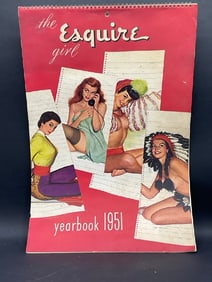 the
Esquire
girl
yearbook 1951